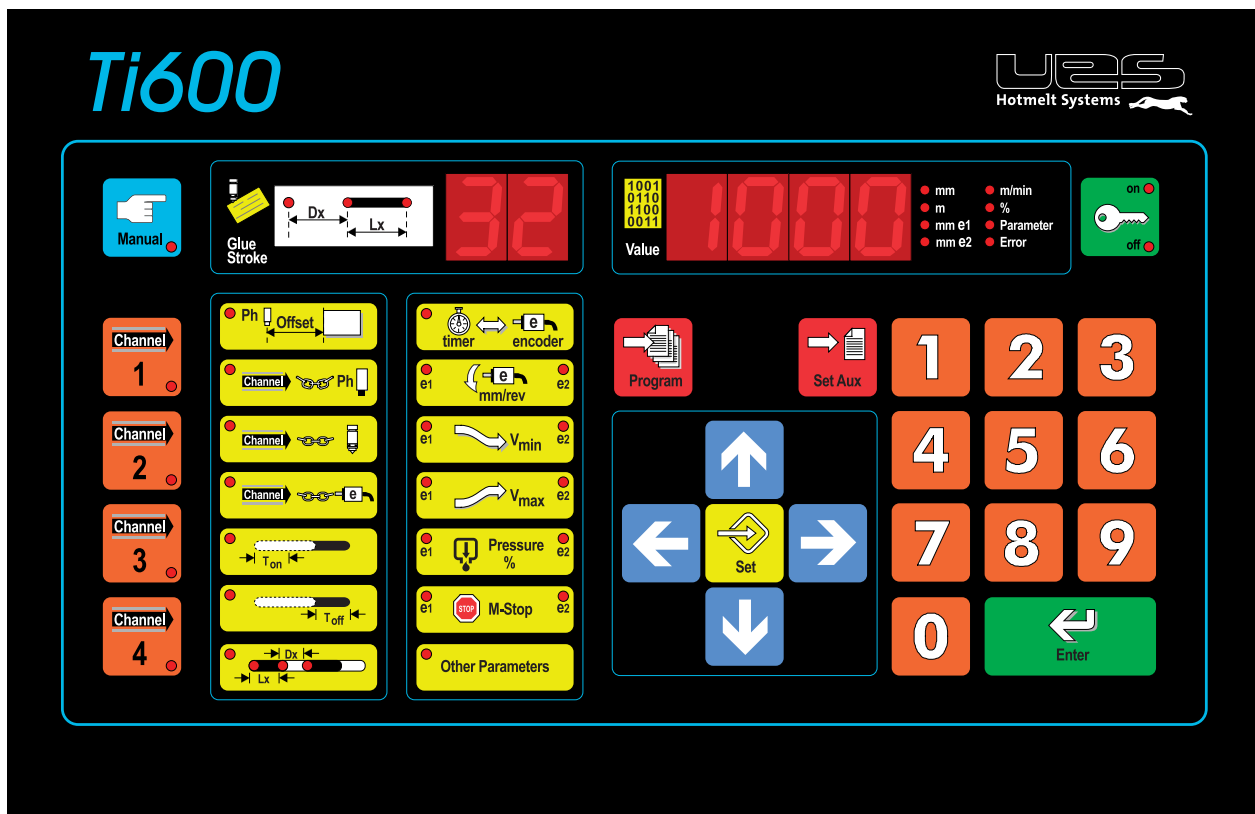 Ti600
UES
Hotmelt Systems
Manual
Glue
Stroke
Dx
Lx
32
1001
0110
1100
0011
Value
1000
mm
m
mm e1
mm e2
m/min
%
Parameter
Error
on
off
Channel
1
Channel
2
Channel
3
Channel
4
Ph Offset
Channel Ph
Channel
Channel e
Ton
Toff
Dx
Lx
timer e encoder
e1 e mm/rev e2
e1 Vmin e2
e1 Vmax e2
e1 Pressure % e2
e1 STOP M-Stop e2
Other Parameters
Program
Set Aux
Set
1 2 3
4 5 6
7 8 9
0
Enter